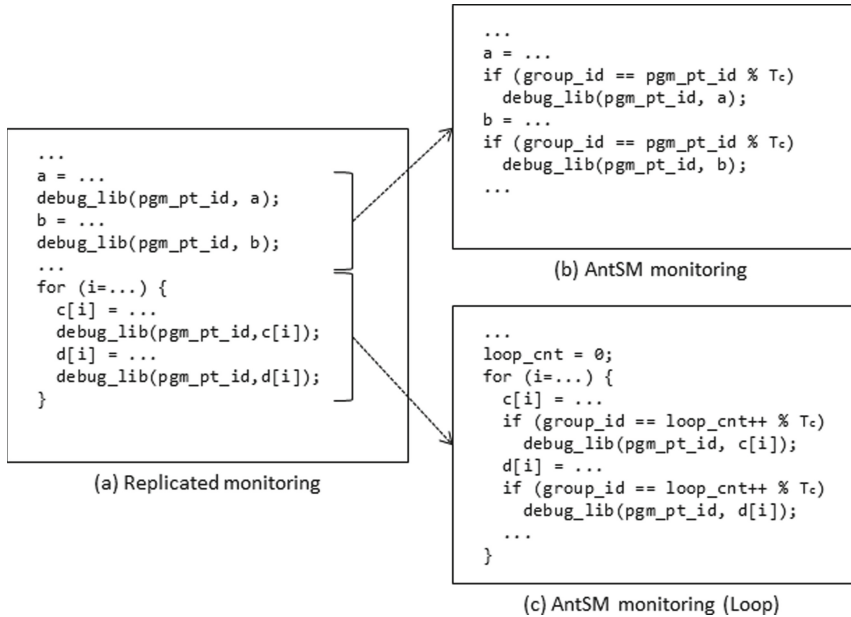 ...
a = ...
debug_lib(pgm_pt_id, a);
b = ...
debug_lib(pgm_pt_id, b);
...
for (i=...) {
c[i] = ...
debug_lib(pgm_pt_id,c[i]);
d[i] = ...
debug_lib(pgm_pt_id,d[i]);
}
(a) Replicated monitoring
...
a = ...
if (group_id == pgm_pt_id % Tc)
debug_lib(pgm_pt_id, a);
b = ...
if (group_id == pgm_pt_id % Tc)
debug_lib(pgm_pt_id, b);
...
(b) AntSM monitoring
...
loop_cnt = 0;
for (i=...) {
c[i] = ...
if (group_id == loop_cnt++ % Tc)
debug_lib(pgm_pt_id, c[i]);
d[i] = ...
if (group_id == loop_cnt++ % Tc)
debug_lib(pgm_pt_id, d[i]);
...
}
(c) AntSM monitoring (Loop)